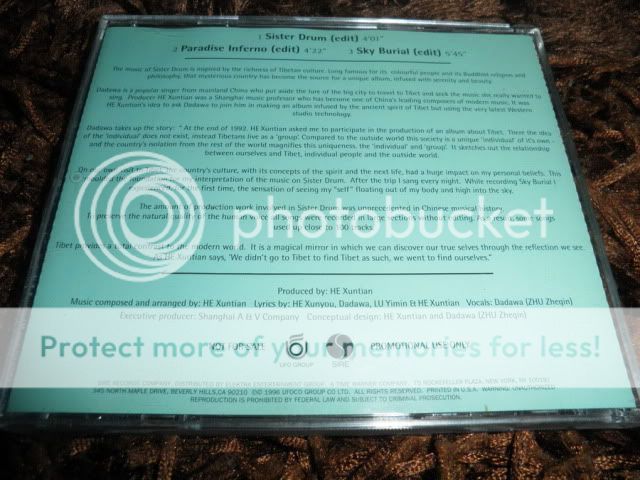 1 Sister Drum (edit) 4'01"
2 Paradise Inferno (edit) 4'22" 3 Sky Burial (edit) 5'45"
The music of Sister Drum is inspired by the richness of Tibetan culture. Long famous for its colourful people and its Buddhist religion and
philosophy, that mysterious country has become the source for a unique album, infused with serenity and beauty.
Dadawa is a popular singer from mainland China who put aside the lure of the big city to travel to Tibet and seek the music she really wanted to
sing. Producer HE Xuntian was a Shanghai music professor who has become one of China's leading composers of modern music. It was
HE Xuntian's idea to ask Dadawa to join him in making an album infused by the ancient spirit of Tibet but using the very latest Western
studio technology.
Dadawa takes up the story: " At the end of 1992, HE Xuntian asked me to participate in the production of an album about Tibet. There the idea
of the 'individual' does not exist, instead Tibetans live as a 'group'. Compared to the outside world this society is a unique 'individual' of it's own -
and the country's isolation from the rest of the world magnifies this uniqueness, the 'individual' and 'group'. It sketches out the relationship
between ourselves and Tibet, individual people and the outside world.
visit to Tibet, the country's culture, with its concepts of the spirit and the next life, had a huge impact on my personal beliefs. This
interpretation of the music on Sister Drum. After the trip I sang every night. While recording Sky Burial I
for the first time, the sensation of seeing my "self" floating out of my body and high into the sky.
The amount of production work involved in Sister Drum was unprecedented in Chinese musical story.
To preserve the natural quality of the human voice sections without echo. As a result some songs
used up close to 100 tracks.
Tibet provides a total contrast to the modern world. It is a magical mirror in which we can discover our true selves through the reflection we see.
As HE Xuntian says, 'We didn't go to Tibet to find Tibet as such, we went to find ourselves."
Produced by: HE Xuntian
Music composed and arranged by: HE Xuntian Lyrics by: HE Xunyou, Dadawa, LU Yimin & HE Xuntian Vocals: Dadawa (ZHU Zheqin)
Executive producer: Shanghai A & V Company Conceptual design: HE Xuntian and Dadawa (ZHU Zheqin)
photobucket
NOT FOR SALE UFO GROUP SIRE PROMOTIONAL USE ONLY
Protect more of your memories for less!
SIRE RECORDS COMPANY, DISTRIBUTED BY ELEKTRA ENTERTAINMENT GROUP, A TIME WARNER COMPANY, 75 ROCKEFELLER PLAZA, NEW YORK, NY 10019/
345 NORTH MAPLE DRIVE, BEVERLY HILLS, CA 90210 © 1996 UFOCO GROUP CO LTD. ALL RIGHTS RESERVED. PRINTED IN U.S.A. WARNING: UNAUTHORIZED
REPRODUCTION IS PROHIBITED BY FEDERAL LAW AND SUBJECT TO CRIMINAL PROSECUTION.